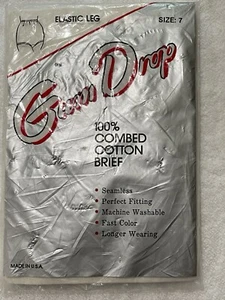 ELASTIC LEG
SIZE: 7
Gum Drop
100%
COMBED
COTTON
BRIEF
• Seamless
• Perfect Fitting
• Machine Washable
• Fast Color
• Longer Wearing
MADE IN U.S.A.